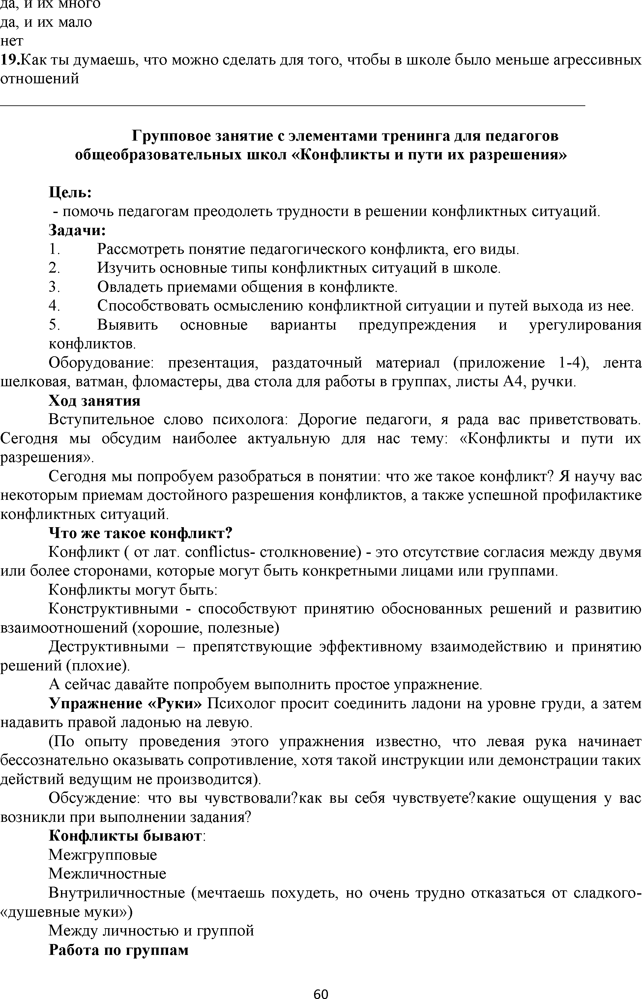 да, и их много
да, и их мало
нет
19.Как ты думаешь, что можно сделать для того, чтобы в школе было меньше агрессивных
отношений
Групповое занятие с элементами тренинга для педагогов
общеобразовательных школ «Конфликты и пути их разрешения»
Цель:
- помочь педагогам преодолеть трудности в решении конфликтных ситуаций.
Задачи:
1. Рассмотреть понятие педагогического конфликта, его виды.
2. Изучить основные типы конфликтных ситуаций в школе.
3. Овладеть приемами общения в конфликте.
4. Способствовать осмыслению конфликтной ситуации и путей выхода из нее.
5. Выявить основные варианты предупреждения и урегулирования
конфликтов.
Оборудование: презентация, раздаточный материал (приложение 1-4), лента
шелковая, ватман, фломастеры, два стола для работы в группах, листы А4, ручки.
Ход занятия
Вступительное слово психолога: Дорогие педагоги, я рада вас приветствовать.
Сегодня мы обсудим наиболее актуальную для нас тему: «Конфликты и пути их
разрешения».
Сегодня мы попробуем разобраться в понятии: что же такое конфликт? Я научу вас
некоторым приемам достойного разрешения конфликтов, а также успешной профилактике
конфликтных ситуаций.
Что же такое конфликт?
Конфликт ( от лат. conflictus- столкновение) - это отсутствие согласия между двумя
или более сторонами, которые могут быть конкретными лицами или группами.
Конфликты могут быть:
Конструктивными - способствуют принятию обоснованных решений и развитию
взаимоотношений (хорошие, полезные)
Деструктивными – препятствующие эффективному взаимодействию и принятию
решений (плохие).
А сейчас давайте попробуем выполнить простое упражнение.
Упражнение «Руки» Психолог просит соединить ладони на уровне груди, а затем
надавить правой ладонью на левую.
(По опыту проведения этого упражнения известно, что левая рука начинает
бессознательно оказывать сопротивление, хотя такой инструкции или демонстрации таких
действий ведущим не производится).
Обсуждение: что вы чувствовали?как вы себя чувствуете?какие ощущения у вас
возникли при выполнении задания?
Конфликты бывают:
Межгрупповые
Межличностные
Внутриличностные (мечтаешь похудеть, но очень трудно отказаться от сладкого-
«душевные муки»)
Между личностью и группой
Работа по группам
60